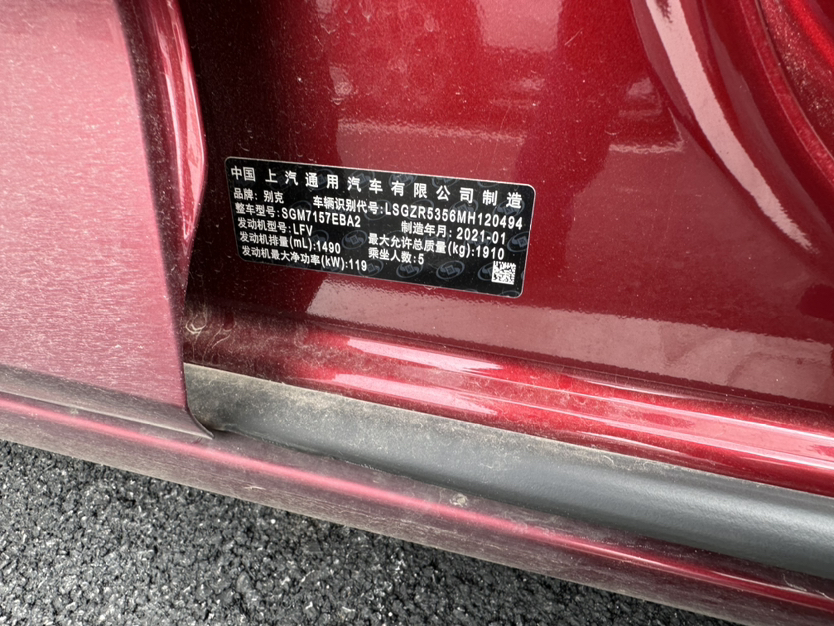 中国 上汽通用汽车有限公司制造
品牌: 别克 车辆识别代号: LSGZR5356MH120494
整车型号: SGM7157EBA2 制造年月: 2021-01
发动机型号: LFV 最大允许总质量(kg): 1910
发动机排量(mL): 1490 乘坐人数: 5
发动机最大净功率(kW): 119